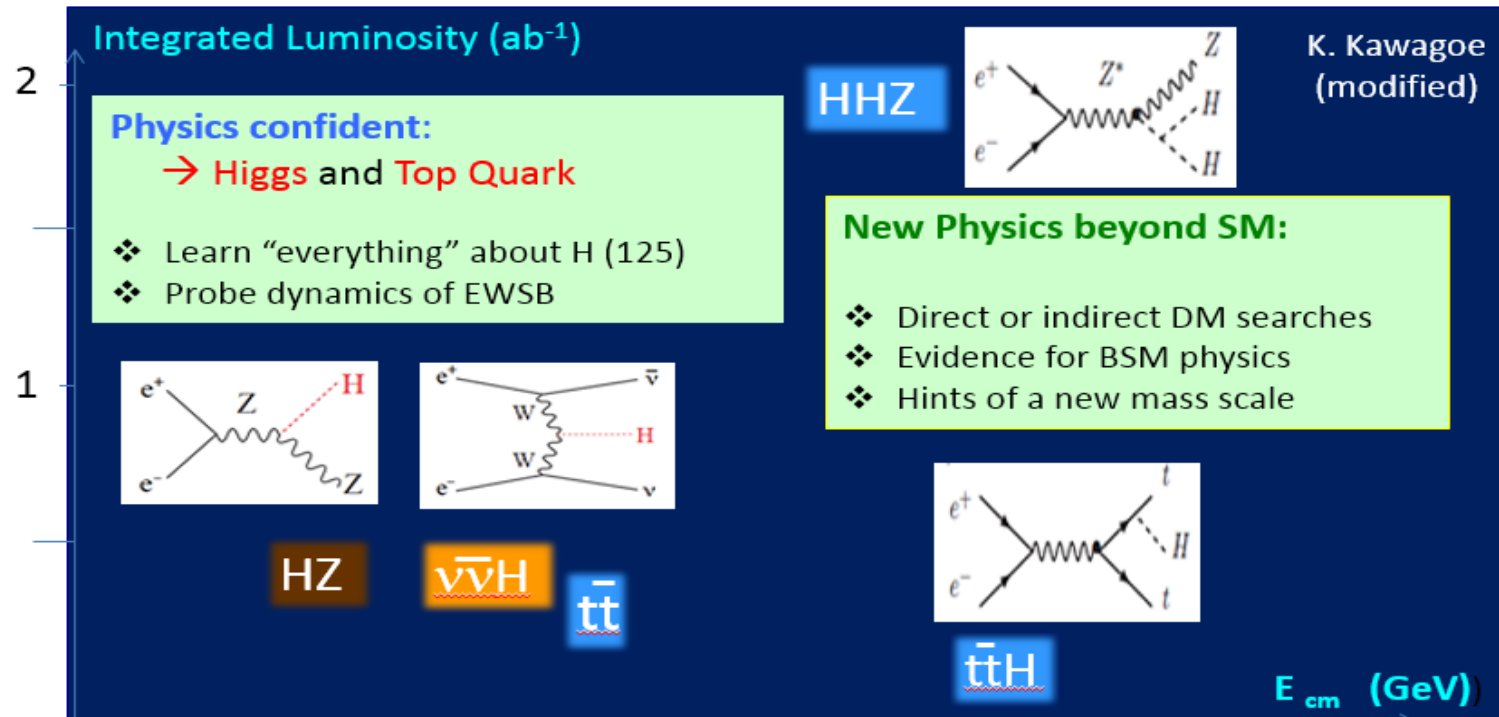 Integrated Luminosity (ab⁻¹)
K. Kawagoe
(modified)
2
HHZ
e⁺
e⁻
Z*
Z
H
H
Physics confident:
→ Higgs and Top Quark
❖ Learn “everything” about H (125)
❖ Probe dynamics of EWSB
New Physics beyond SM:
❖ Direct or indirect DM searches
❖ Evidence for BSM physics
❖ Hints of a new mass scale
1
e⁺
Z
H
e⁻
Z
e⁺
ν̄
W
H
W
e⁻
ν
e⁺
t
H
e⁻
t
HZ
νν̄H
tt̄
tt̄H
E cm (GeV))